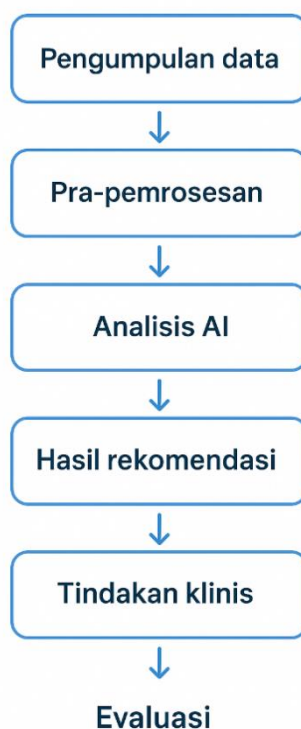 Pengumpulan data
Pra-pemrosesan
Analisis AI
Hasil rekomendasi
Tindakan klinis
Evaluasi